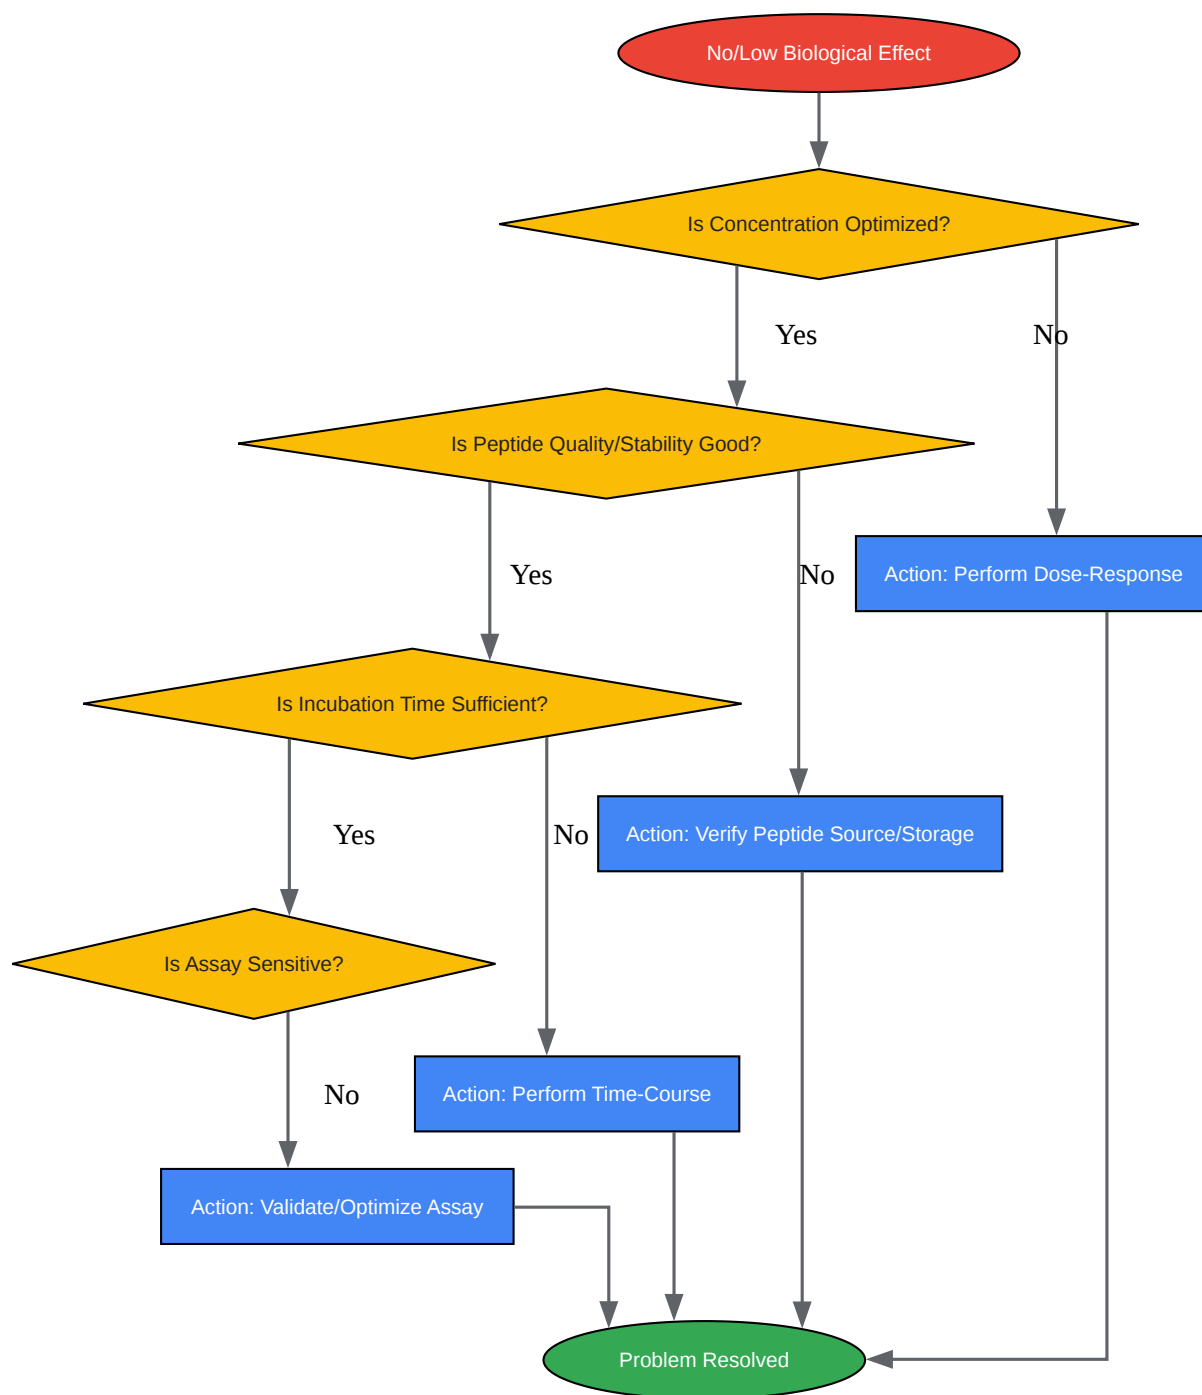 No/Low Biological Effect
Is Concentration Optimized?
Yes
No
Is Peptide Quality/Stability Good?
Yes
No
Action: Perform Dose-Response
Is Incubation Time Sufficient?
Yes
No
Action: Verify Peptide Source/Storage
Is Assay Sensitive?
No
Action: Perform Time-Course
Action: Validate/Optimize Assay
Problem Resolved